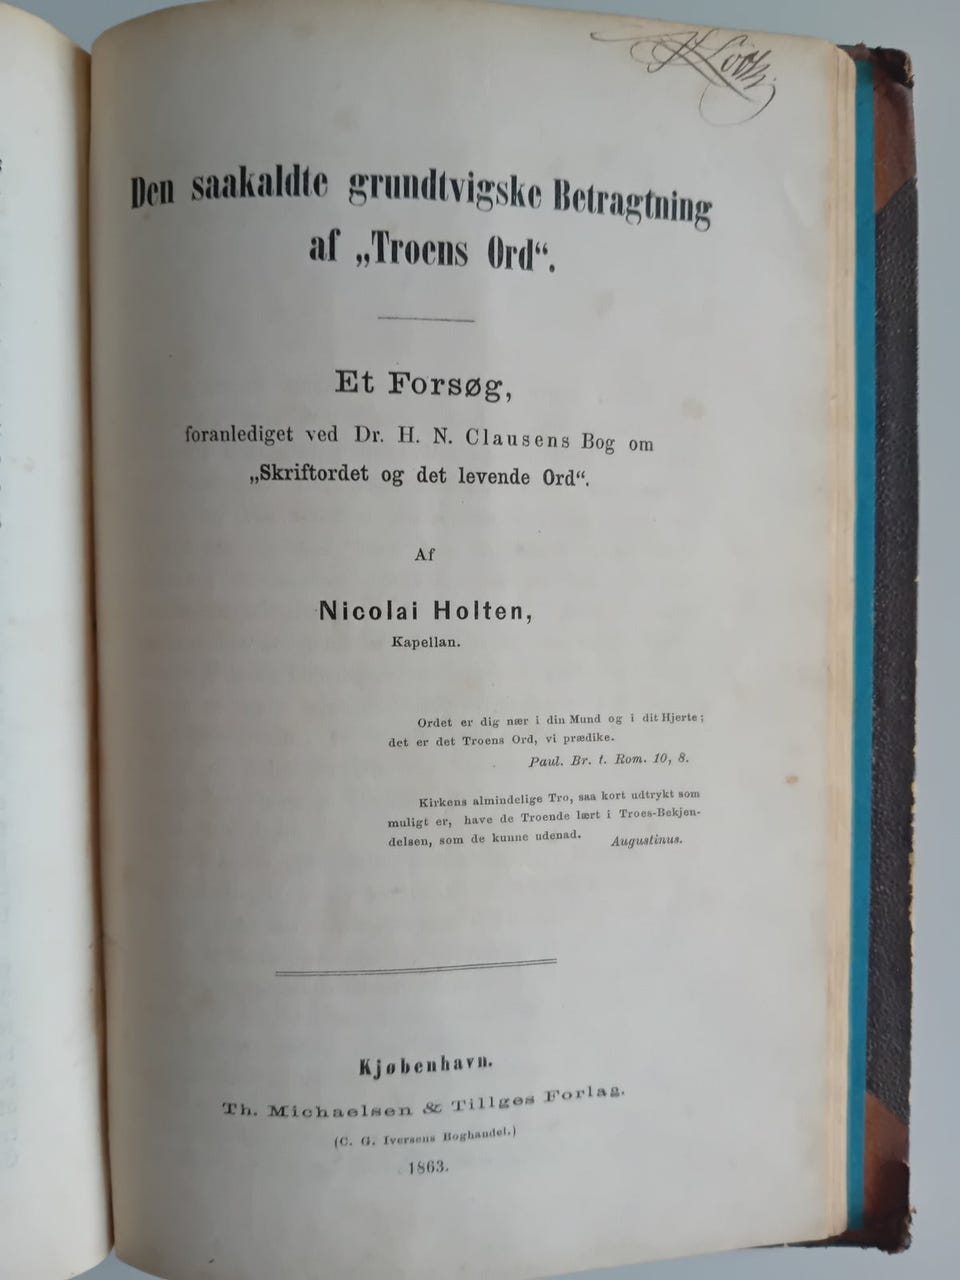 Den saakaldte grundtvigske Betragtning
af „Troens Ord“.
Et Forsøg,
foranlediget ved Dr. H. N. Clausens Bog om
„Skriftordet og det levende Ord“.
Af
Nicolai Holten,
Kapellan.
Ordet er dig nær i din Mund og i dit Hjerte;
det er det Troens Ord, vi prædike.
Paul. Br. t. Rom. 10, 8.
Kirkens almindelige Tro, saa kort udtrykt som
muligt er, have de Troende lært i Troes-Bekjen-
delsen, som de kunne udenad. Augustinus.
Kjøbenhavn.
Th. Michaelsen & Tillges Forlag.
(C. G. Iversens Boghandel.)
1863.